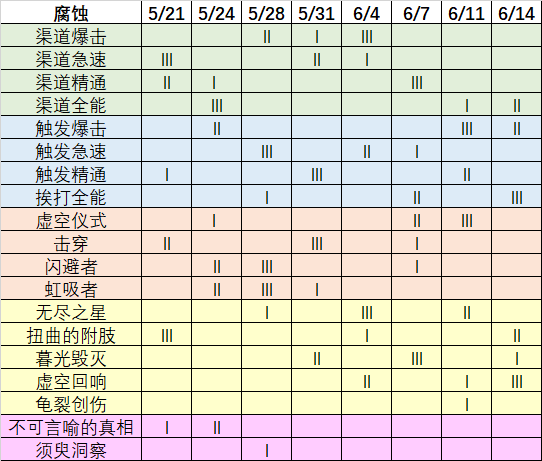 腐蚀 5/21 5/24 5/28 5/31 6/4 6/7 6/11 6/14
渠道爆击 II I III
渠道急速 III II I
渠道精通 II I III
渠道全能 III I II
触发爆击 II III II
触发急速 III II I
触发精通 I III II
挨打全能 I II III
虚空仪式 I II III
击穿 II III I
闪避者 II III I
虹吸者 II III I
无尽之星 I III II
扭曲的附肢 III I II
暮光毁灭 II III I
虚空回响 II I III
龟裂创伤 I
不可言喻的真相 I II
须臾洞察 I